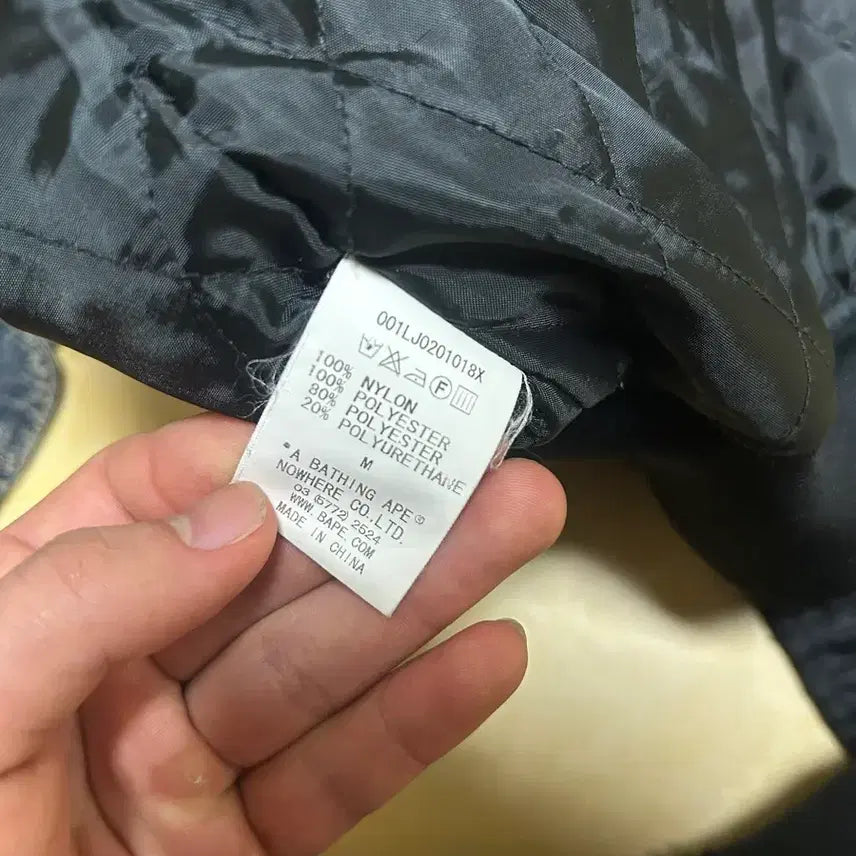 001LJ0201018X
F
100% NYLON
100% POLYESTER
80% POLYESTER
20% POLYURETHANE
M
"A BATHING APE®
NOWHERE CO.,LTD.
03 (5772) 2524
WWW.BAPE.COM
MADE IN CHINA